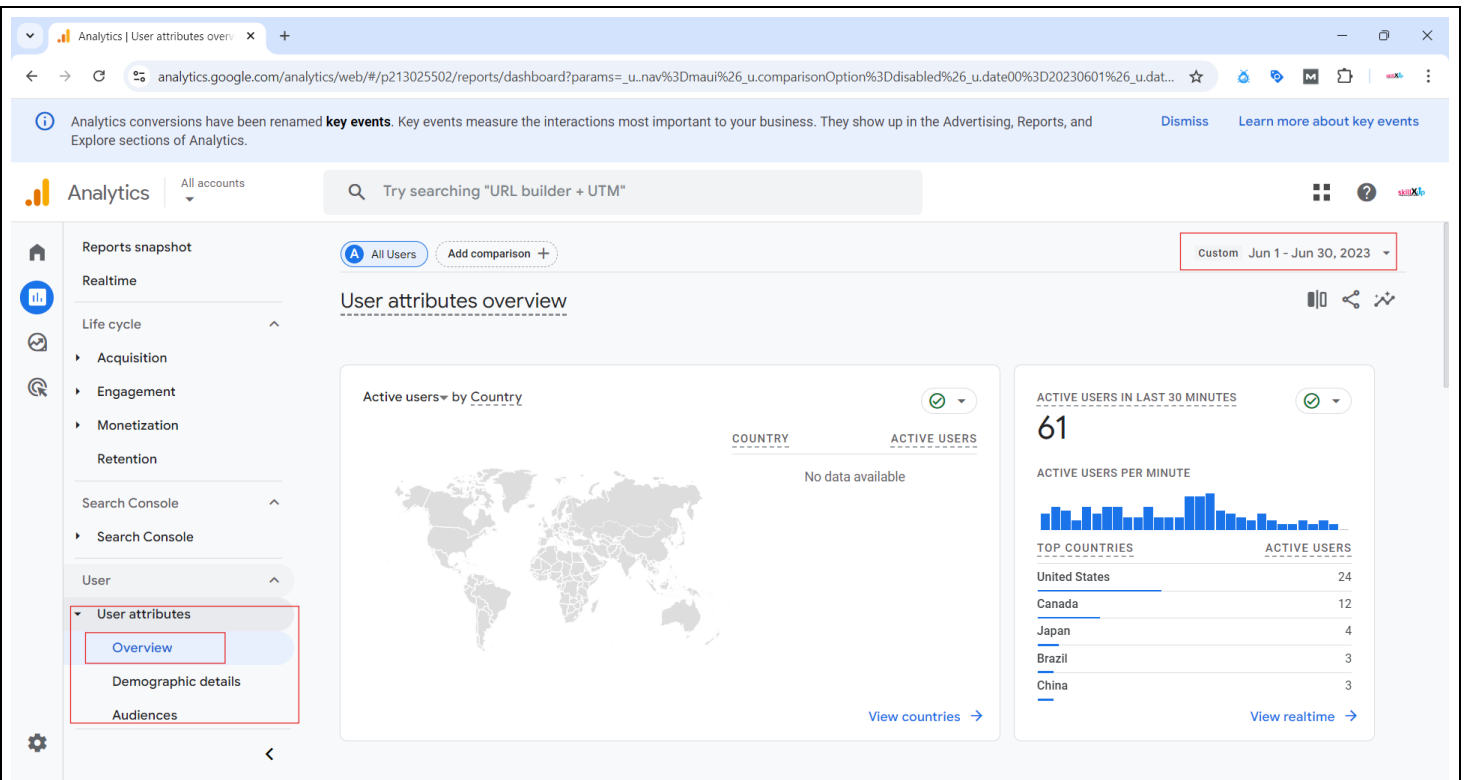 Analytics | User attributes overv
analytics.google.com/analytics/web/#/p213025502/reports/dashboard?params=_u..nav%3Dmaui%26_u.comparisonOption%3Ddisabled%26_u.date00%3D20230601%26_u.dat...
Analytics conversions have been renamed key events. Key events measure the interactions most important to your business. They show up in the Advertising, Reports, and
Explore sections of Analytics.
Dismiss
Learn more about key events
Analytics
All accounts
Try searching "URL builder + UTM"
skillXUp
Reports snapshot
Realtime
Life cycle
Acquisition
Engagement
Monetization
Retention
Search Console
Search Console
User
User attributes
Overview
Demographic details
Audiences
A All Users
Add comparison +
Custom Jun 1 - Jun 30, 2023
User attributes overview
Active users by Country
COUNTRY ACTIVE USERS
No data available
View countries
ACTIVE USERS IN LAST 30 MINUTES
61
ACTIVE USERS PER MINUTE
TOP COUNTRIES ACTIVE USERS
United States 24
Canada 12
Japan 4
Brazil 3
China 3
View realtime